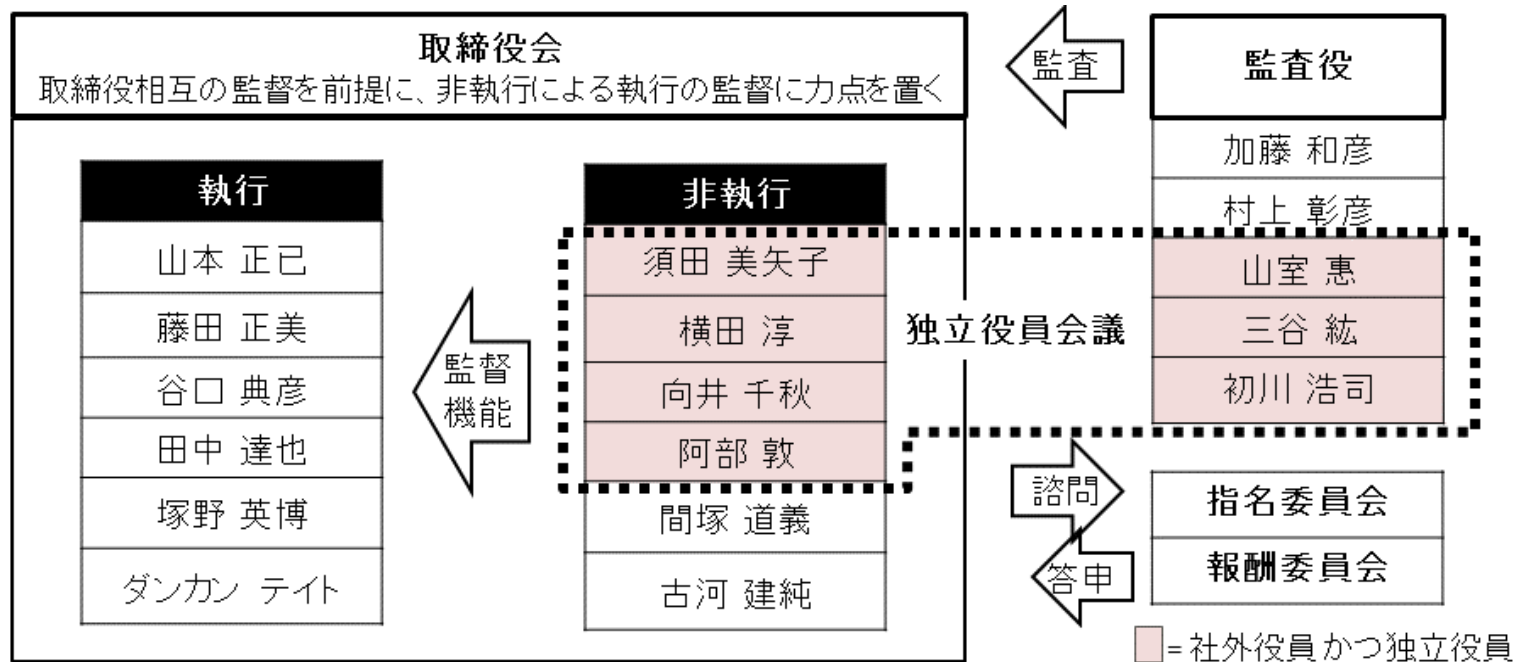 取締役会
取締役相互の監督を前提に、非執行による執行の監督に力点を置く
監査
監査役
加藤 和彦
村上 彰彦
山室 惠
三谷 紘
初川 浩司
執行
山本 正已
藤田 正美
谷口 典彦
田中 達也
塚野 英博
ダンカン テイト
監督
機能
非執行
須田 美矢子
横田 淳
向井 千秋
阿部 敦
間塚 道義
古河 建純
独立役員会議
諮問
答申
指名委員会
報酬委員会
=社外役員かつ独立役員